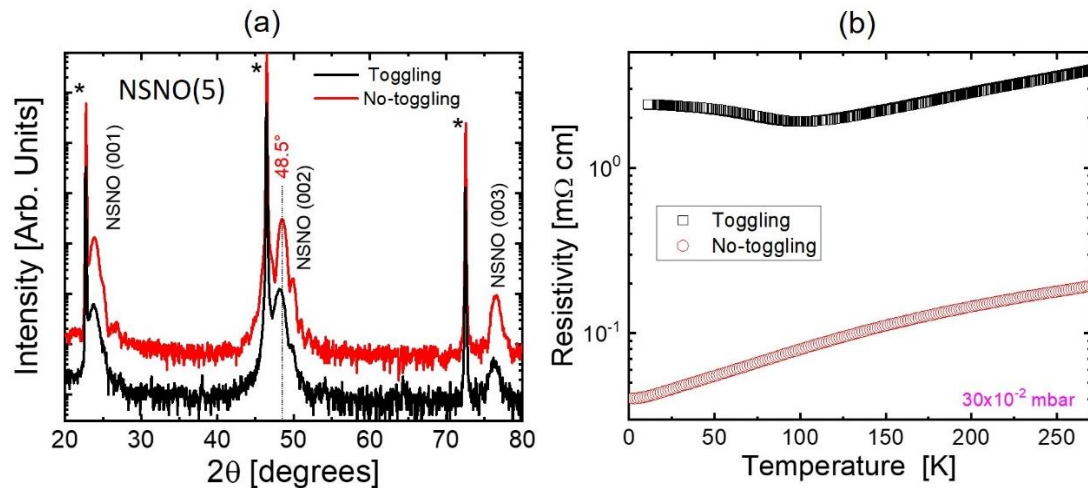 (a)
NSNO(5)
Toggling
No-toggling
*
*
*
NSNO (001)
48.5°
NSNO (002)
NSNO (003)
Intensity [Arb. Units]
20 30 40 50 60 70 80
2θ [degrees]
(b)
Resistivity [mΩ cm]
10⁰
10⁻¹
Toggling
No-toggling
30x10⁻² mbar
0 50 100 150 200 250
Temperature [K]